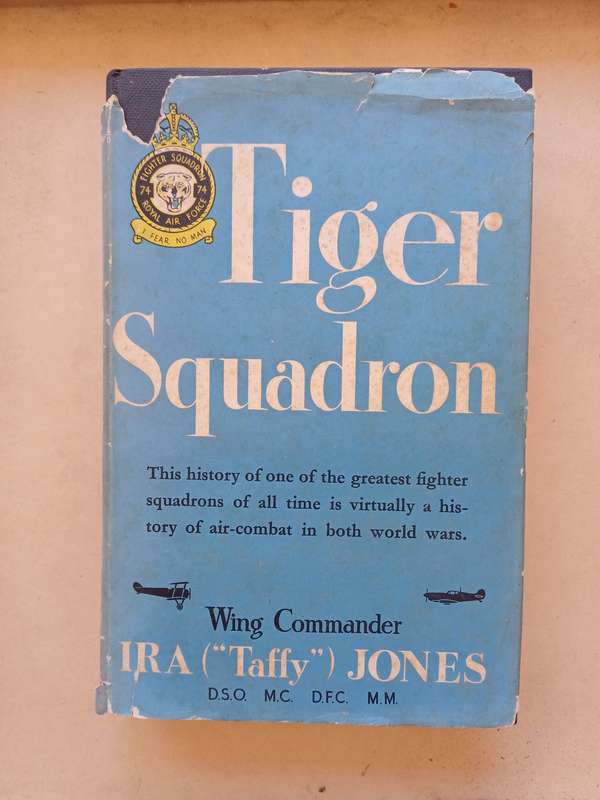 FIGHTER SQUADRON
74 74
ROYAL AIR FORCE
I FEAR NO MAN
Tiger
Squadron
This history of one of the greatest fighter
squadrons of all time is virtually a his-
tory of air-combat in both world wars.
Wing Commander
IRA ("Taffy") JONES
D.S.O. M.C. D.F.C. M.M.